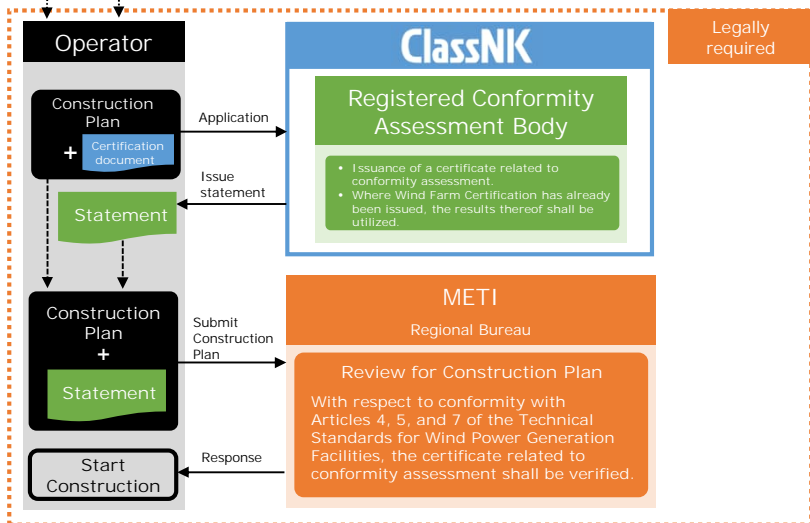 Legally
required
Operator
ClassNK
Construction
Plan
+
Certification
document
Application
Registered Conformity
Assessment Body
• Issuance of a certificate related to
conformity assessment.
• Where Wind Farm Certification has already
been issued, the results thereof shall be
utilized.
Issue
statement
Statement
Construction
Plan
+
Statement
Submit
Construction
Plan
METI
Regional Bureau
Review for Construction Plan
With respect to conformity with
Articles 4, 5, and 7 of the Technical
Standards for Wind Power Generation
Facilities, the certificate related to
conformity assessment shall be verified.
Response
Start
Construction